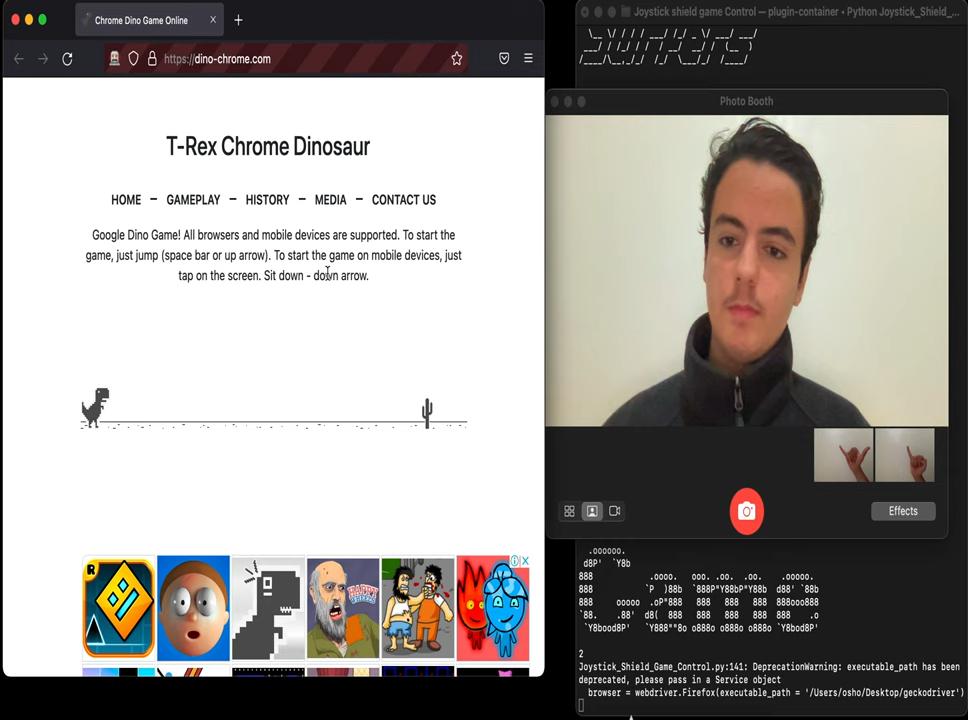 Chrome Dino Game Online
https://dino-chrome.com
T-Rex Chrome Dinosaur
HOME – GAMEPLAY – HISTORY – MEDIA – CONTACT US
Google Dino Game! All browsers and mobile devices are supported. To start the
game, just jump (space bar or up arrow). To start the game on mobile devices, just
tap on the screen. Sit down - down arrow.
R
Joystick shield game Control — plugin-container • Python Joystick_Shield_...
Photo Booth
Effects
2
Joystick_Shield_Game_Control.py:141: DeprecationWarning: executable_path has been
deprecated, please pass in a Service object
browser = webdriver.Firefox(executable_path = '/Users/osho/Desktop/geckodriver')